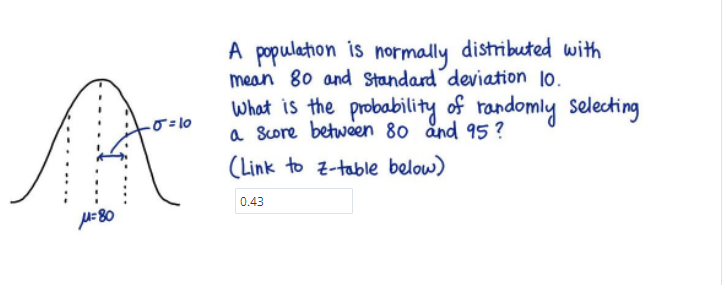 A population is normally distributed with
mean 80 and standard deviation 10.
What is the probability of randomly selecting
a score between 80 and 95?
(Link to z-table below)
0.43
σ=10
μ=80